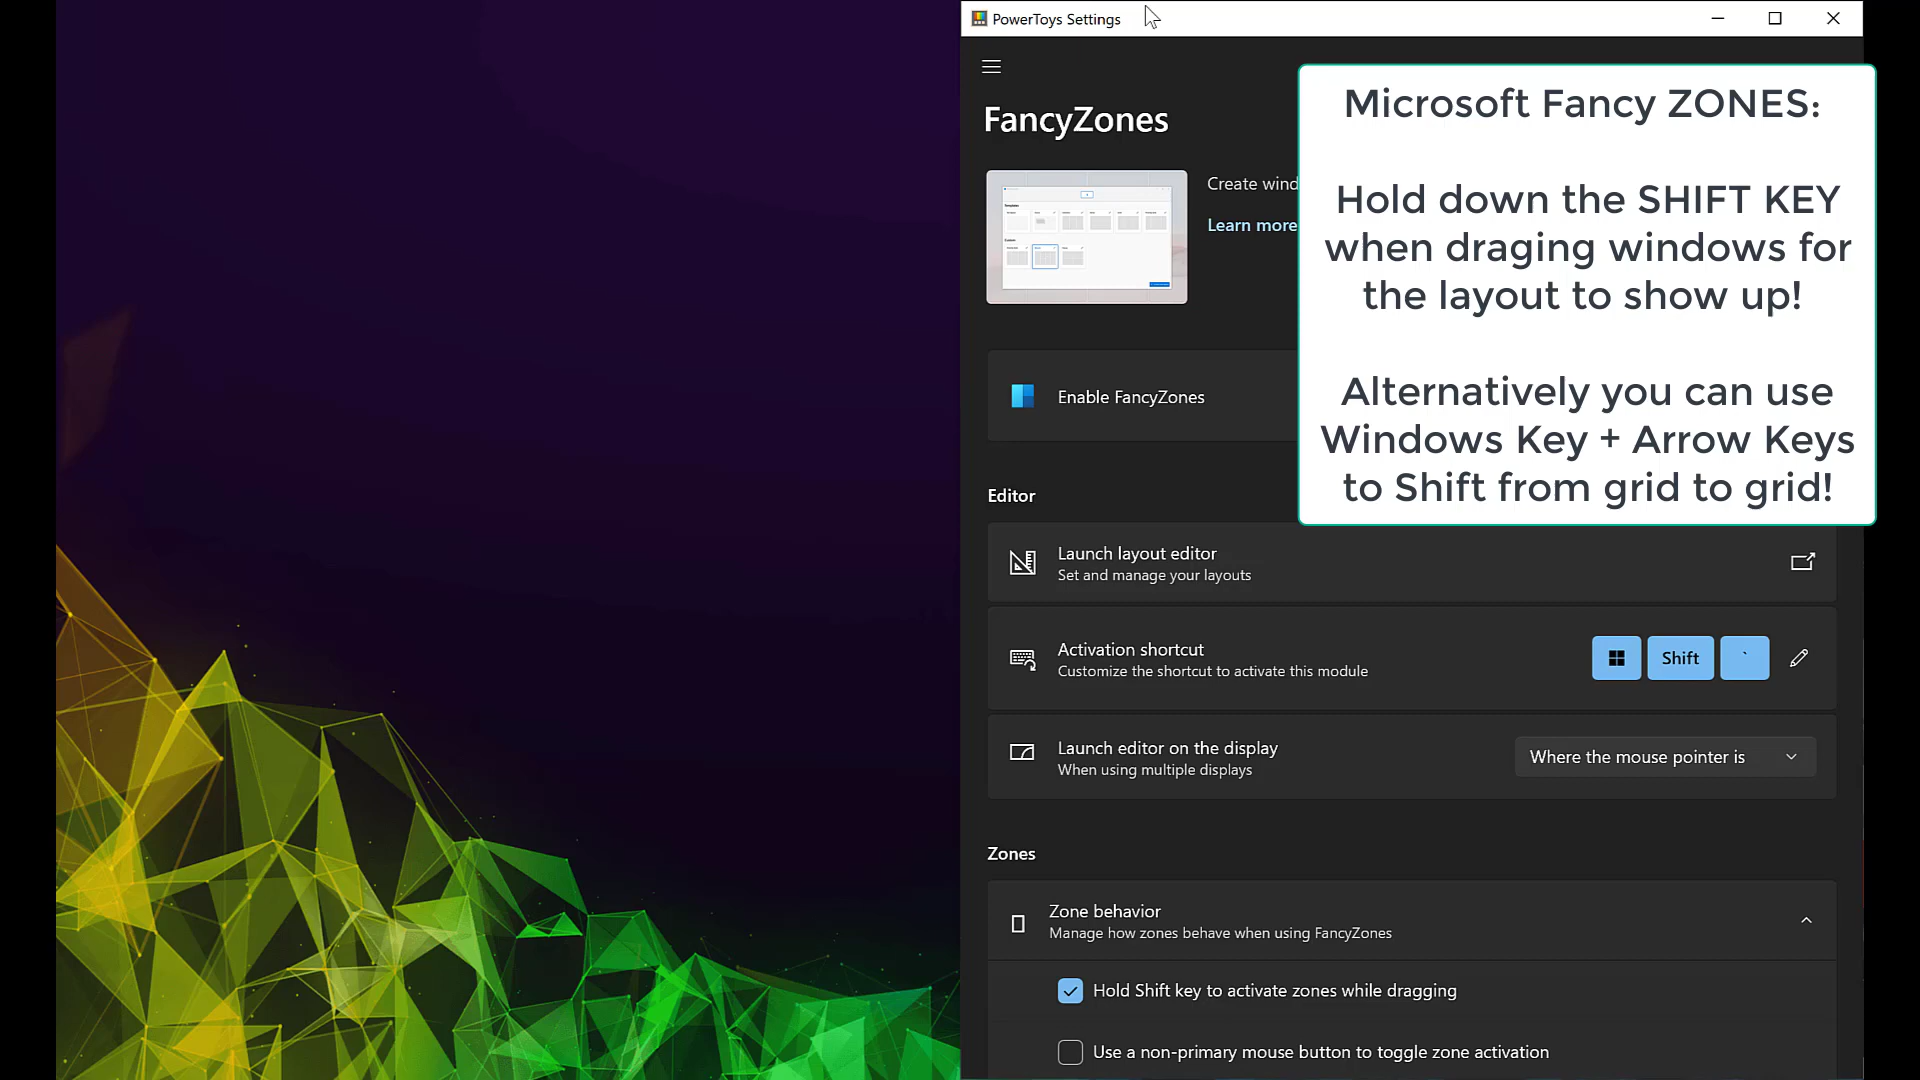 PowerToys Settings
FancyZones
Create wind
Learn more
Microsoft Fancy ZONES:
Hold down the SHIFT KEY
when draging windows for
the layout to show up!
Alternatively you can use
Windows Key + Arrow Keys
to Shift from grid to grid!
Enable FancyZones
Editor
Launch layout editor
Set and manage your layouts
Activation shortcut
Customize the shortcut to activate this module
Shift `
Launch editor on the display
When using multiple displays
Where the mouse pointer is
Zones
Zone behavior
Manage how zones behave when using FancyZones
Hold Shift key to activate zones while dragging
Use a non-primary mouse button to toggle zone activation